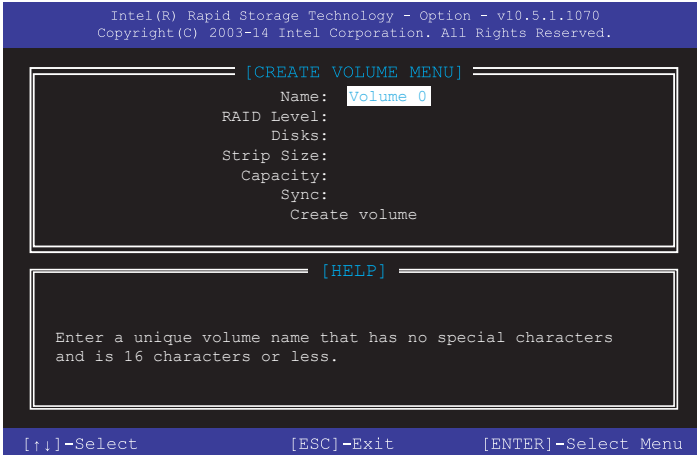 Intel(R) Rapid Storage Technology - Option - v10.5.1.1070
Copyright(C) 2003-14 Intel Corporation. All Rights Reserved.
[CREATE VOLUME MENU]
Name: Volume 0
RAID Level:
Disks:
Strip Size:
Capacity:
Sync:
Create volume
[HELP]
Enter a unique volume name that has no special characters
and is 16 characters or less.
[↑↓]-Select [ESC]-Exit [ENTER]-Select Menu